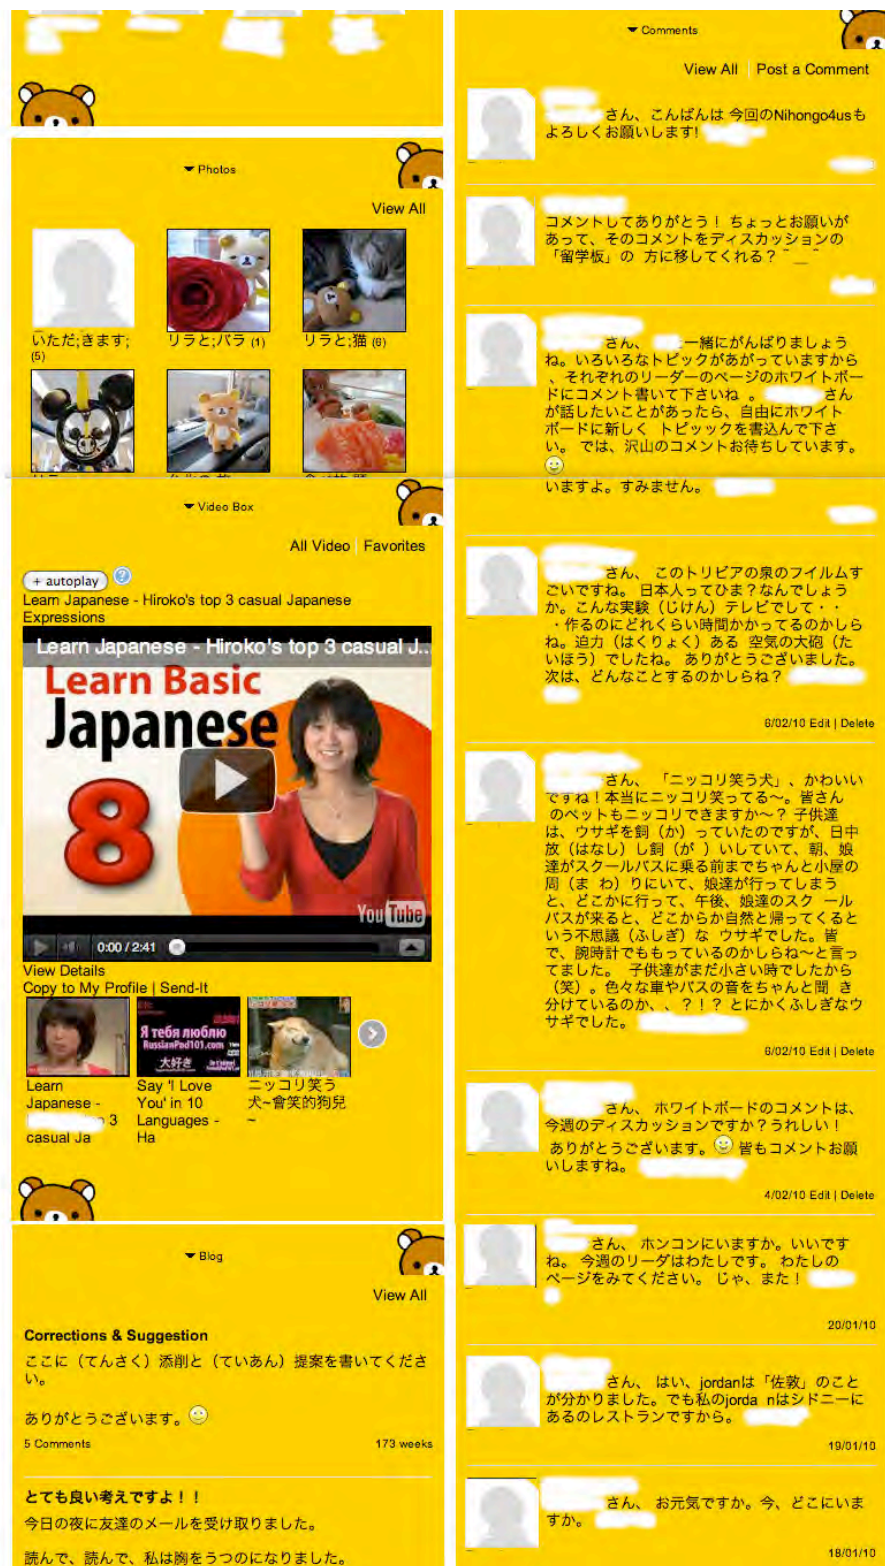 Photos
View All
いただ;きます;
(5)
リラと;バラ (1)
リラと;猫 (6)
Video Box
All Video | Favorites
+ autoplay
Learn Japanese - Hiroko's top 3 casual Japanese
Expressions
Learn Japanese - Hiroko's top 3 casual J...
Learn Basic
Japanese
8
YouTube
0:00 / 2:41
View Details
Copy to My Profile | Send-It
Я тебя люблю
RussianPod101.com
大好き
Learn
Japanese -
3
casual Ja
Say 'I Love
You' in 10
Languages -
Ha
ニッコリ笑う
犬~會笑的狗兒
~
Blog
View All
Corrections & Suggestion
ここに（てんさく）添削と（ていあん）提案を書いてくださ
い。
ありがとうございます。
5 Comments
173 weeks
とても良い考えですよ！！
今日の夜に友達のメールを受け取りました。
読んで、読んで、私は胸をうつのになりました。
Comments
View All | Post a Comment
さん、こんばんは 今回のNihongo4usも
よろしくお願いします!
コメントしてありがとう！ ちょっとお願いが
あって、そのコメントをディスカッションの
「留学板」の 方に移してくれる？ ¯ __ ¯
さん、 一緒にがんばりましょう
ね。いろいろなトピックがあがっていますから
、それぞれのリーダーのページのホワイトボー
ドにコメント書いて下さいね 。 さん
が話したいことがあったら、自由にホワイト
ボードに新しく トピッックを書込んで下さ
い。 では、沢山のコメントお待ちしています。
いますよ。すみません。
さん、 このトリビアの泉のフイルムす
ごいですね。 日本人ってひま？なんでしょう
か。こんな実験（じけん）テレビでして・・
・作るのにどれくらい時間かかってるのかしら
ね。迫力（はくりょく）ある 空気の大砲（た
いほう）でしたね。 ありがとうございました。
次は、どんなことするのかしらね？
6/02/10 Edit | Delete
さん、 「ニッコリ笑う犬」、かわいい
ですね！本当にニッコリ笑ってる〜。皆さん
のペットもニッコリできますか〜？ 子供達
は、ウサギを飼（か）っていたのですが、日中
放（はなし）し飼（が ）いしていて、朝、娘
達がスクールバスに乗る前までちゃんと小屋の
周（ま わ）りにいて、娘達が行ってしまう
と、どこかに行って、午後、娘達のスク ール
バスが来ると、どこからか自然と帰ってくると
いう不思議（ふしぎ）な ウサギでした。皆
で、腕時計でももっているのかしらね〜と言っ
てました。 子供達がまだ小さい時でしたから
（笑）。色々な車やバスの音をちゃんと聞 き
分けているのか、、？！？ とにかくふしぎなウ
サギでした。
6/02/10 Edit | Delete
さん、 ホワイトボードのコメントは、
今週のディスカッションですか？うれしい！
ありがとうございます。 皆もコメントお願
いしますね。
4/02/10 Edit | Delete
さん、 ホンコンにいますか。いいです
ね。 今週のリーダはわたしです。 わたしの
ページをみてください。 じゃ、また！
20/01/10
さん、 はい、jordanは「佐敦」のこと
が分かりました。でも私のjorda nはシドニーに
あるのレストランですから。
19/01/10
さん、 お元気ですか。今、どこにいま
すか。
18/01/10